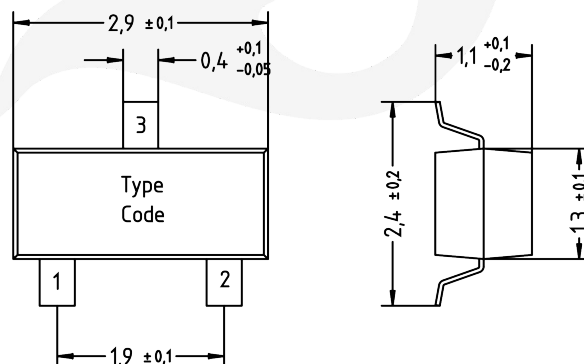 2,9 ±0,1
0,4 +0,1 -0,05
1,1 +0,1 -0,2
3
Type
Code
2,4 ±0,2
1,3 ±0,1
1
2
1,9 ±0,1